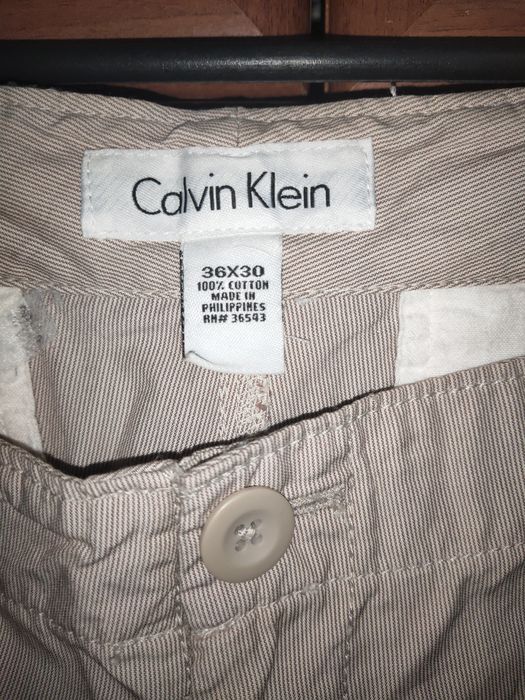 Calvin Klein
36X30
100% COTTON
MADE IN
PHILIPPINES
RN# 36543